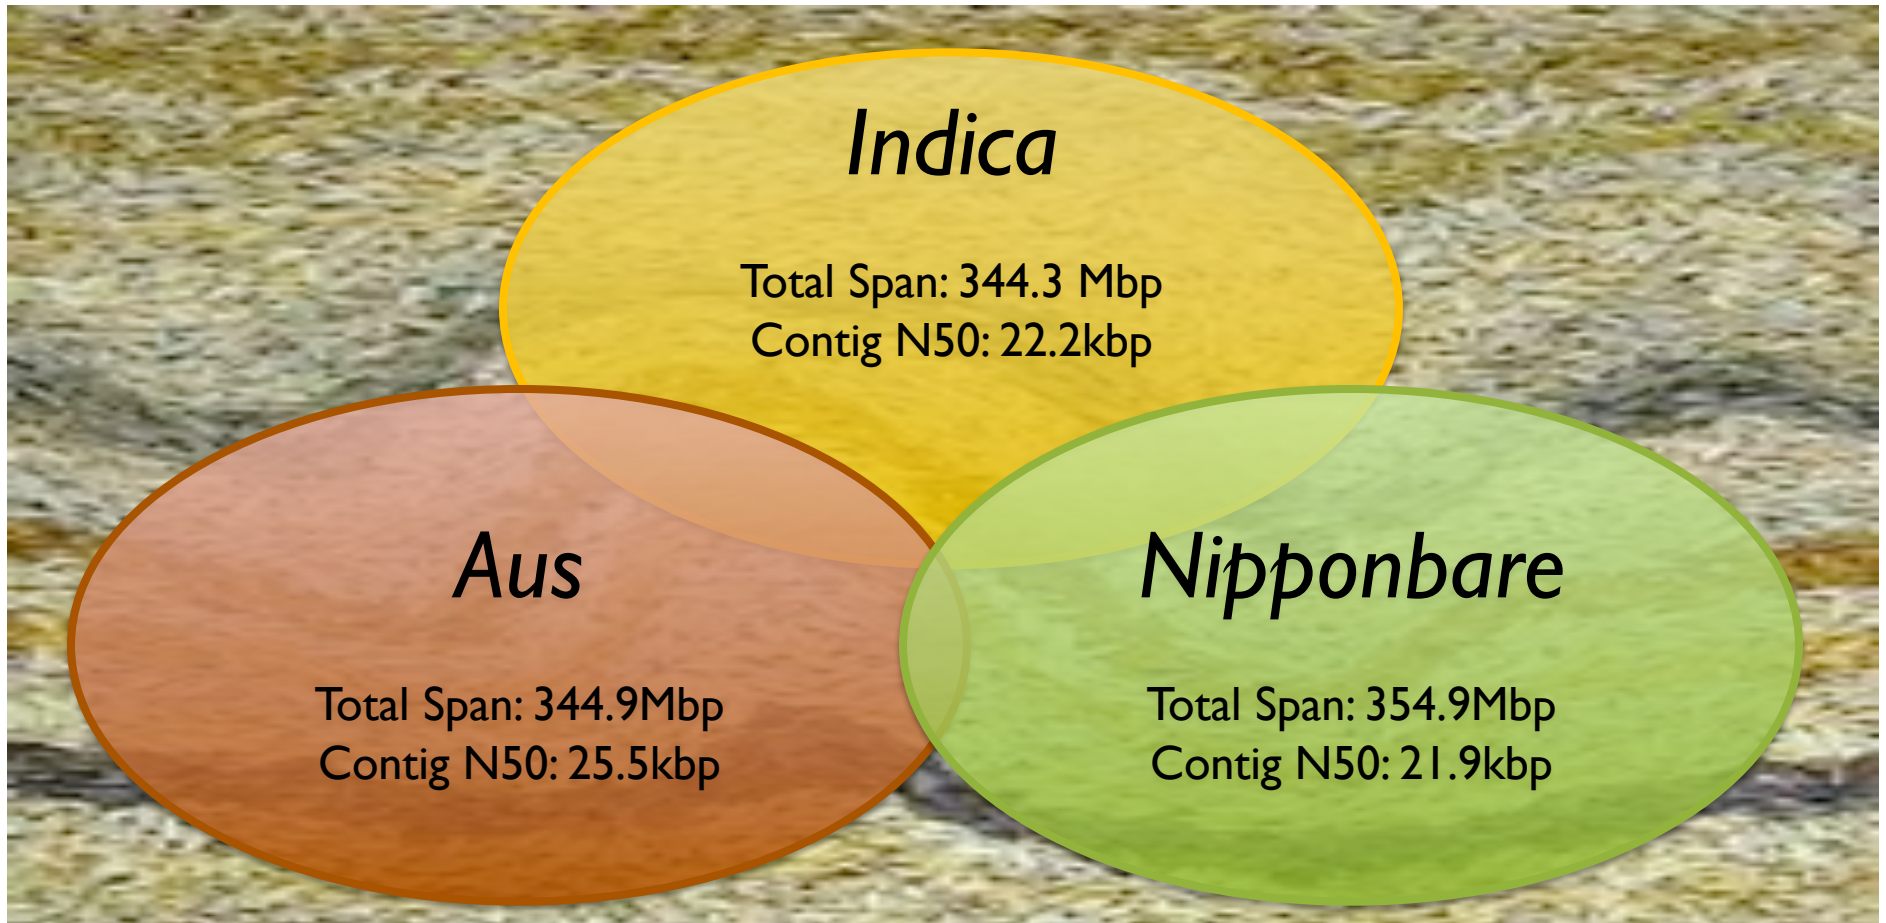 Indica
Total Span: 344.3 Mbp
Contig N50: 22.2kbp
Aus
Total Span: 344.9Mbp
Contig N50: 25.5kbp
Nipponbare
Total Span: 354.9Mbp
Contig N50: 21.9kbp